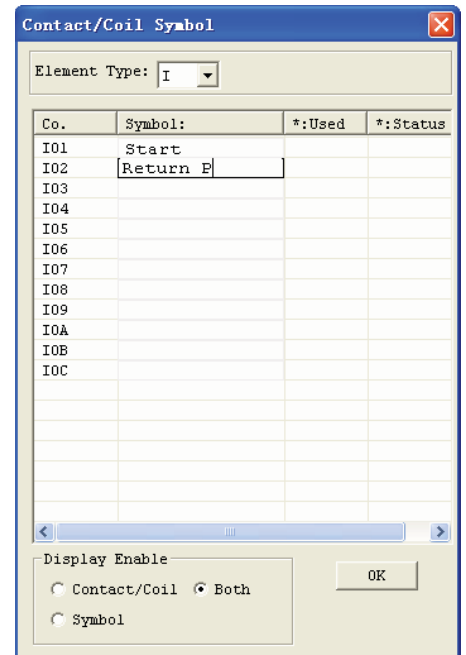 Contact/Coil Symbol
Element Type: I
Co. Symbol: *:Used *:Status
I01 Start
I02 Return P
I03
I04
I05
I06
I07
I08
I09
I0A
I0B
I0C
Display Enable
Contact/Coil Both
OK
Symbol